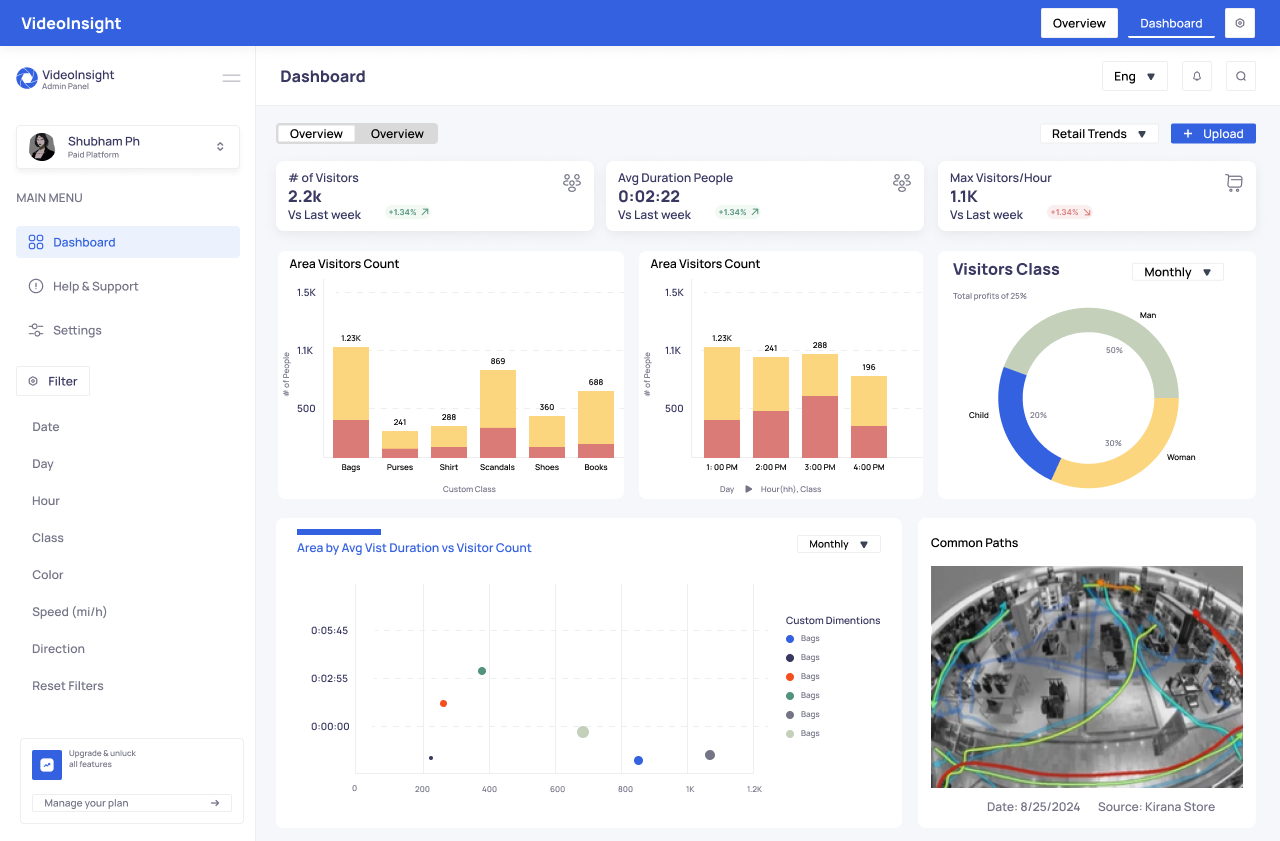 VideoInsight
Overview
Dashboard
VideoInsight
Admin Panel
Dashboard
Eng
Shubham Ph
Paid Platform
MAIN MENU
Dashboard
Help & Support
Settings
Filter
Date
Day
Hour
Class
Color
Speed (mi/h)
Direction
Reset Filters
Upgrade & unluck
all features
Manage your plan
Overview
Overview
Retail Trends
+ Upload
# of Visitors
2.2k
Vs Last week
+1.34%
Avg Duration People
0:02:22
Vs Last week
+1.34%
Max Visitors/Hour
1.1K
Vs Last week
+1.34%
Area Visitors Count
1.5K
1.1K
500
# of People
1.23K
241
288
869
360
688
Bags
Purses
Shirt
Scandals
Shoes
Books
Custom Class
Area Visitors Count
1.5K
1.1K
500
# of People
1.23K
241
288
196
1: 00 PM
2:00 PM
3:00 PM
4:00 PM
Day
Hour(hh), Class
Visitors Class
Monthly
Total profits of 25%
Man
50%
Child
20%
30%
Woman
Area by Avg Vist Duration vs Visitor Count
Monthly
0:05:45
0:02:55
0:00:00
0
200
400
600
800
1K
1.2K
Custom Dimentions
Bags
Bags
Bags
Bags
Bags
Bags
Common Paths
Date: 8/25/2024
Source: Kirana Store